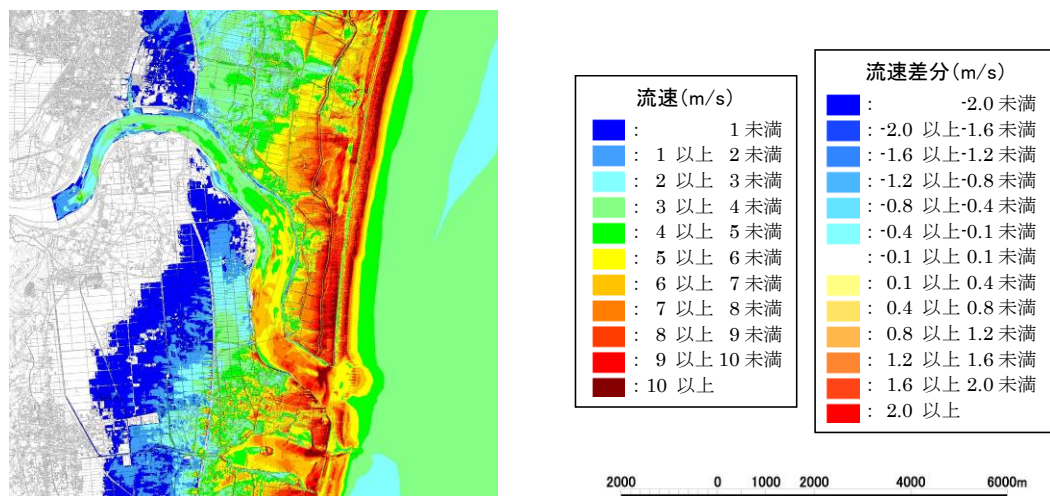 流速(m/s)
: 1 未満
: 1 以上 2 未満
: 2 以上 3 未満
: 3 以上 4 未満
: 4 以上 5 未満
: 5 以上 6 未満
: 6 以上 7 未満
: 7 以上 8 未満
: 8 以上 9 未満
: 9 以上 10 未満
: 10 以上
流速差分(m/s)
: -2.0 未満
: -2.0 以上-1.6 未満
: -1.6 以上-1.2 未満
: -1.2 以上-0.8 未満
: -0.8 以上-0.4 未満
: -0.4 以上-0.1 未満
: -0.1 以上 0.1 未満
: 0.1 以上 0.4 未満
: 0.4 以上 0.8 未満
: 0.8 以上 1.2 未満
: 1.2 以上 1.6 未満
: 1.6 以上 2.0 未満
: 2.0 以上
2000 0 1000 2000 4000 6000m